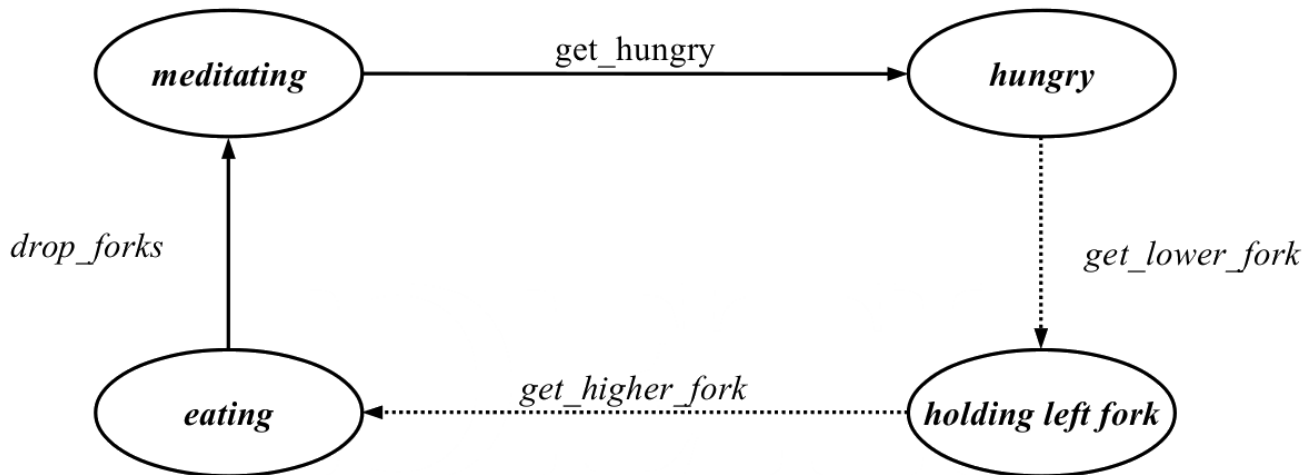 meditating
get_hungry
hungry
drop_forks
get_lower_fork
eating
get_higher_fork
holding left fork